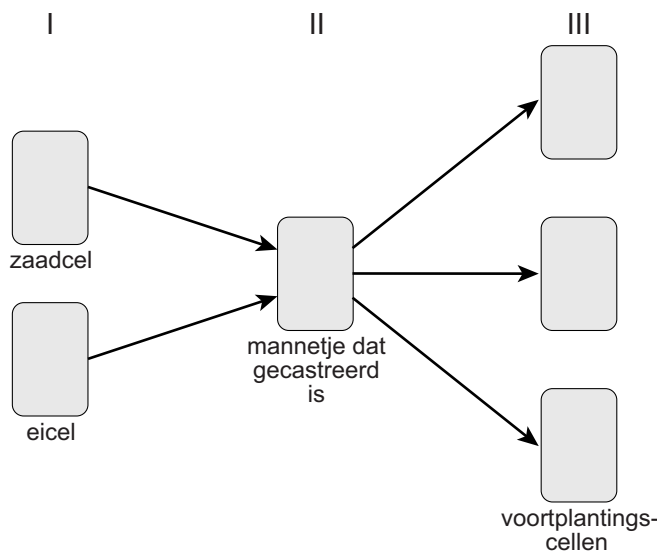 I
II
III
zaadcel
eicel
mannetje dat
gecastreerd
is
voortplantings-
cellen